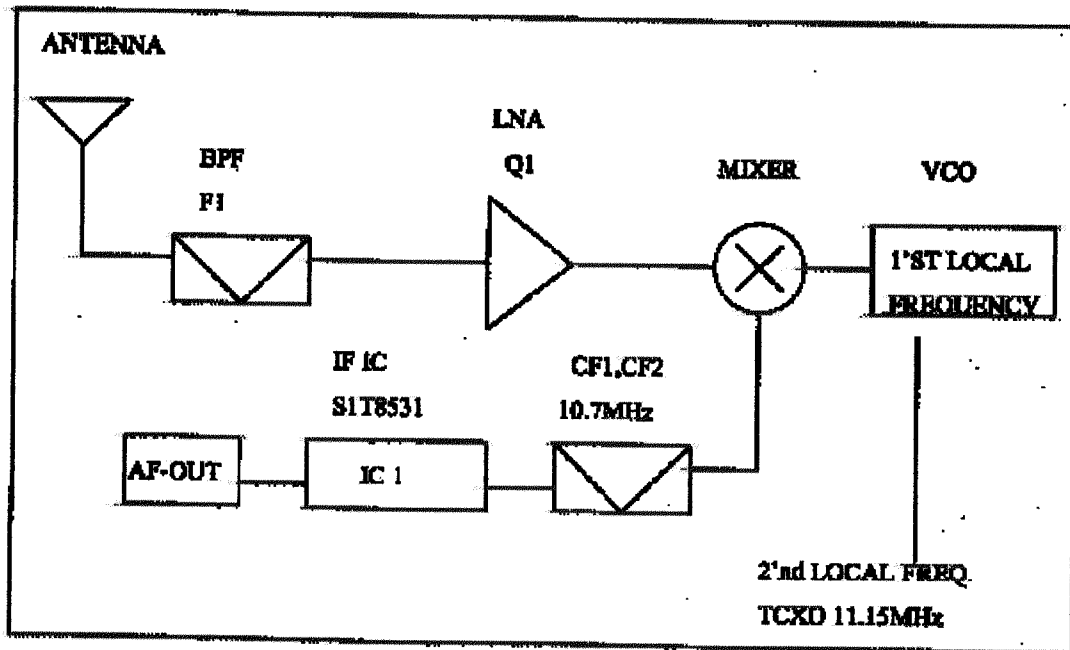 ANTENNA
LNA
Q1
BPF
F1
MIXER
VCO
1'ST LOCAL
FREQUENCY
IF IC
S1T8531
CF1,CF2
10.7MHz
AF-OUT
IC 1
2'nd LOCAL FREQ.
TCXO 11.15MHz